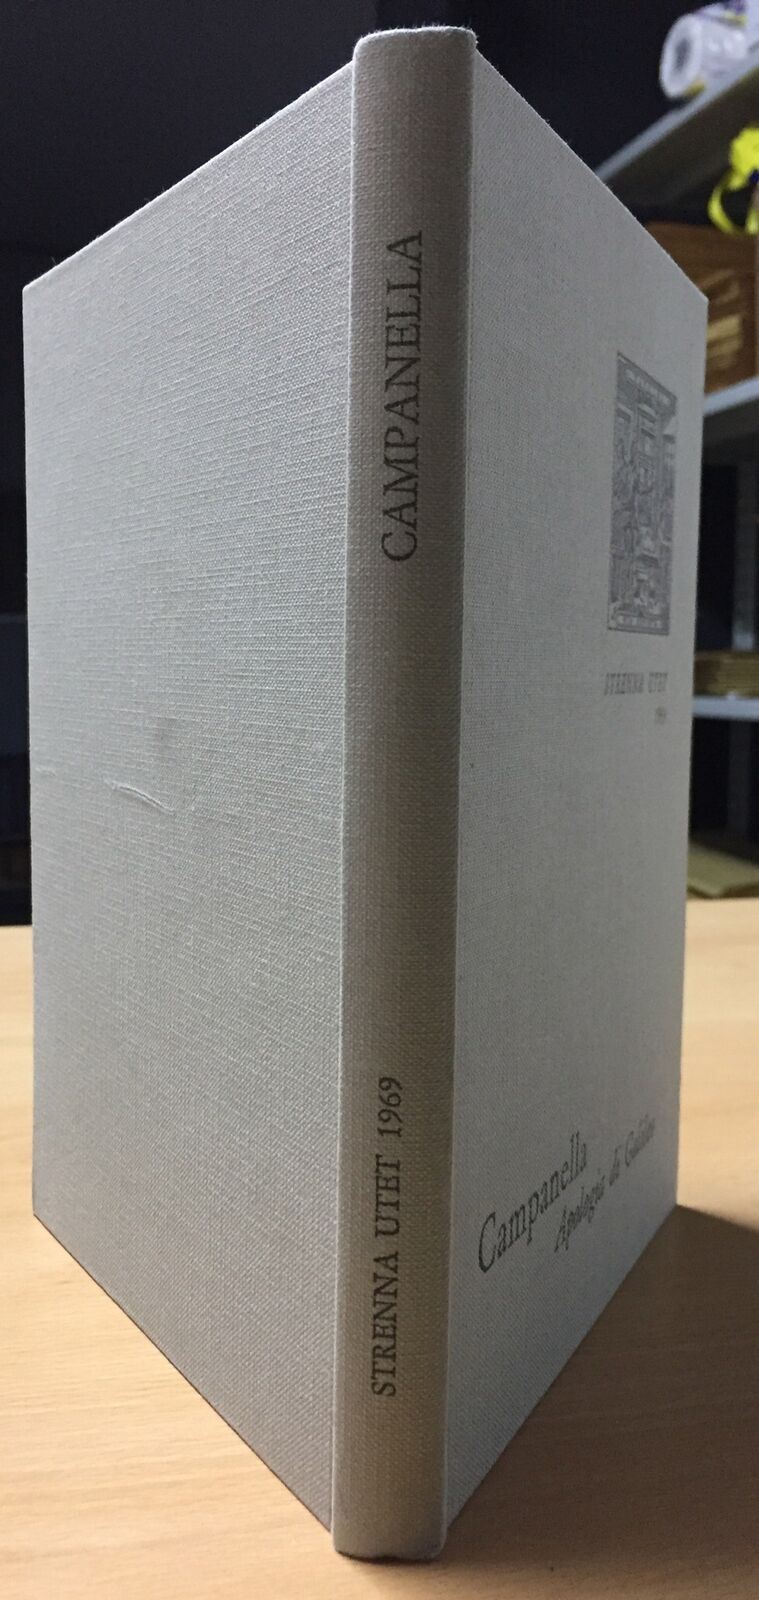 CAMPANELLA
STRENNA UTET 1969
STRENNA UTET
1969
Campanella
Apologia di Galileo